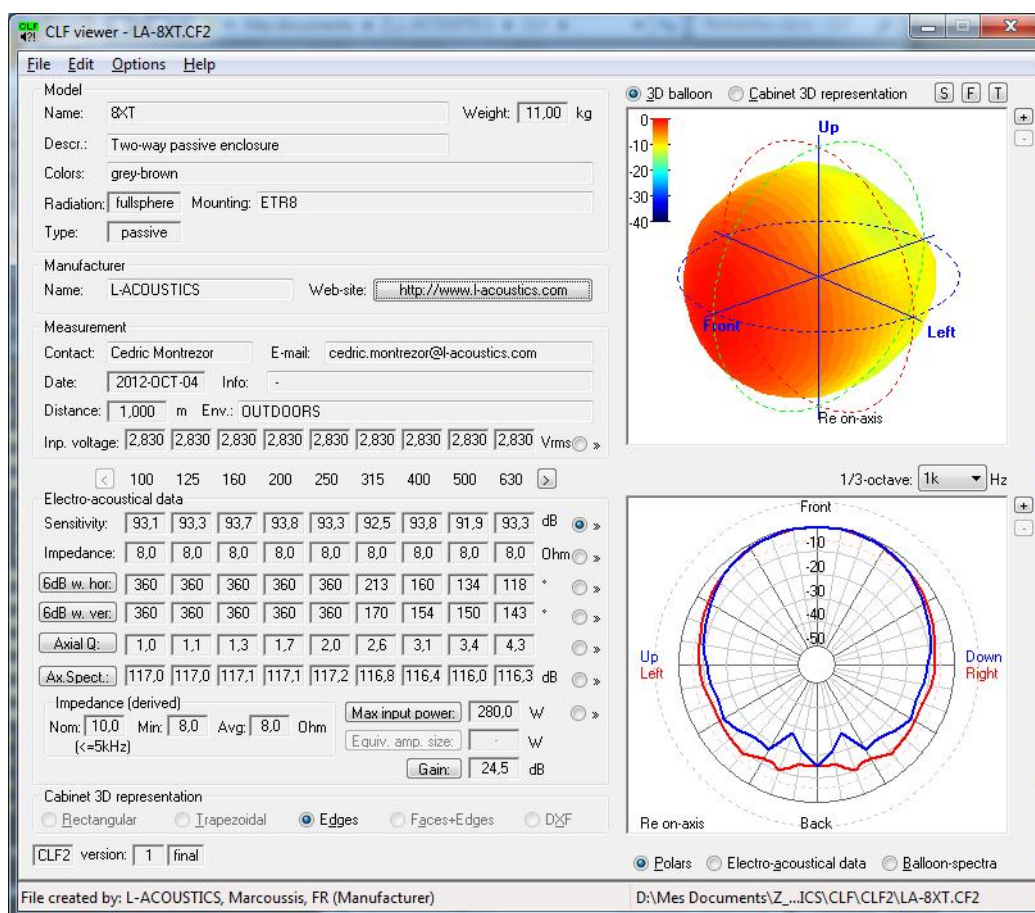 CLF viewer - LA-8XT.CF2
File Edit Options Help
Model
Name: 8XT Weight: 11,00 kg
Descr.: Two-way passive enclosure
Colors: grey-brown
Radiation: fullsphere Mounting: ETR8
Type: passive
Manufacturer
Name: L-ACOUSTICS Web-site: http://www.l-acoustics.com
Measurement
Contact: Cedric Montrezor E-mail: cedric.montrezor@l-acoustics.com
Date: 2012-OCT-04 Info: -
Distance: 1,000 m Env.: OUTDOORS
Inp. voltage: 2,830 2,830 2,830 2,830 2,830 2,830 2,830 2,830 2,830 Vrms »
< 100 125 160 200 250 315 400 500 630 >
Electro-acoustical data
Sensitivity: 93,1 93,3 93,7 93,8 93,3 92,5 93,8 91,9 93,3 dB »
Impedance: 8,0 8,0 8,0 8,0 8,0 8,0 8,0 8,0 8,0 Ohm »
6dB w. hor: 360 360 360 360 360 213 160 134 118 ° »
6dB w. ver: 360 360 360 360 360 170 154 150 143 ° »
Axial Q: 1,0 1,1 1,3 1,7 2,0 2,6 3,1 3,4 4,3 »
Ax.Spect.: 117,0 117,0 117,1 117,1 117,2 116,8 116,4 116,0 116,3 dB »
Impedance (derived)
Nom: 10,0 Min: 8,0 Avg: 8,0 Ohm
(<=5kHz)
Max input power: 280,0 W »
Equiv. amp. size: - W
Gain: 24,5 dB
Cabinet 3D representation
Rectangular Trapezoidal Edges Faces+Edges DXF
CLF2 version: 1 final
3D balloon Cabinet 3D representation S F T
+
-
0
-10
-20
-30
-40
Up
Front
Left
Re on-axis
1/3-octave: 1k Hz
+
-
Front
-10
-20
-30
-40
-50
Up Down
Left Right
Re on-axis Back
Polars Electro-acoustical data Balloon-spectra
File created by: L-ACOUSTICS, Marcoussis, FR (Manufacturer) D:\Mes Documents\Z_...ICS\CLF\CLF2\LA-8XT.CF2